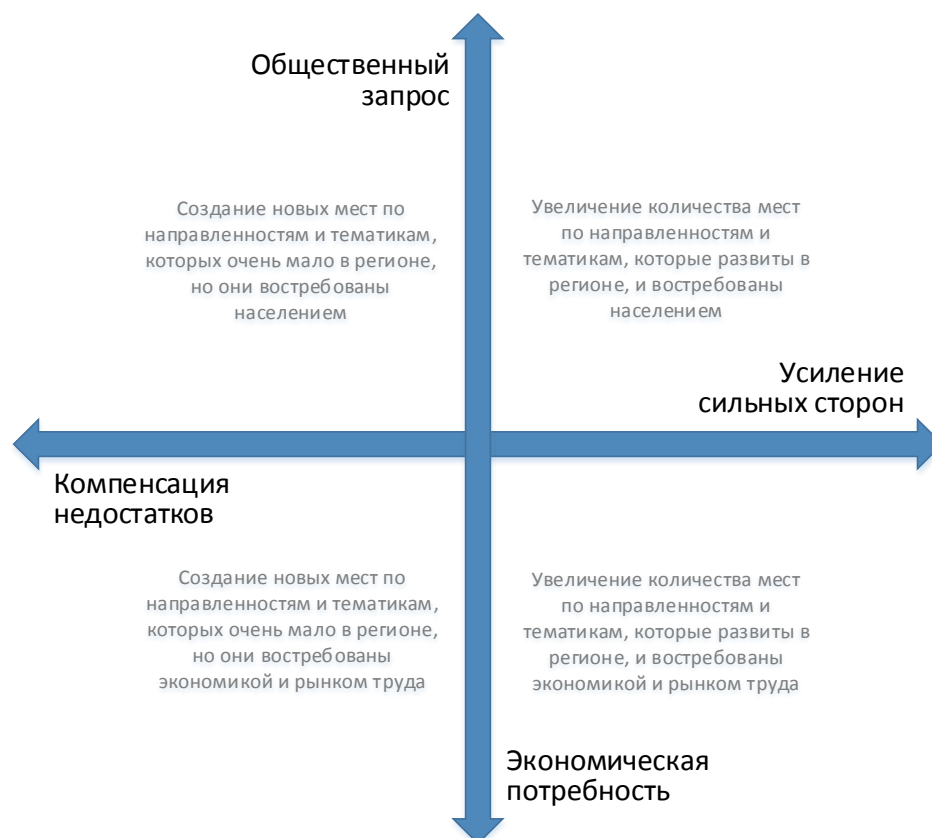 Общественный
запрос
Создание новых мест по
направленностям и тематикам,
которых очень мало в регионе,
но они востребованы
населением
Увеличение количества мест
по направленностям и
тематикам, которые развиты в
регионе, и востребованы
населением
Усиление
сильных сторон
Компенсация
недостатков
Создание новых мест по
направленностям и тематикам,
которых очень мало в регионе,
но они востребованы
экономикой и рынком труда
Увеличение количества мест
по направленностям и
тематикам, которые развиты в
регионе, и востребованы
экономикой и рынком труда
Экономическая
потребность